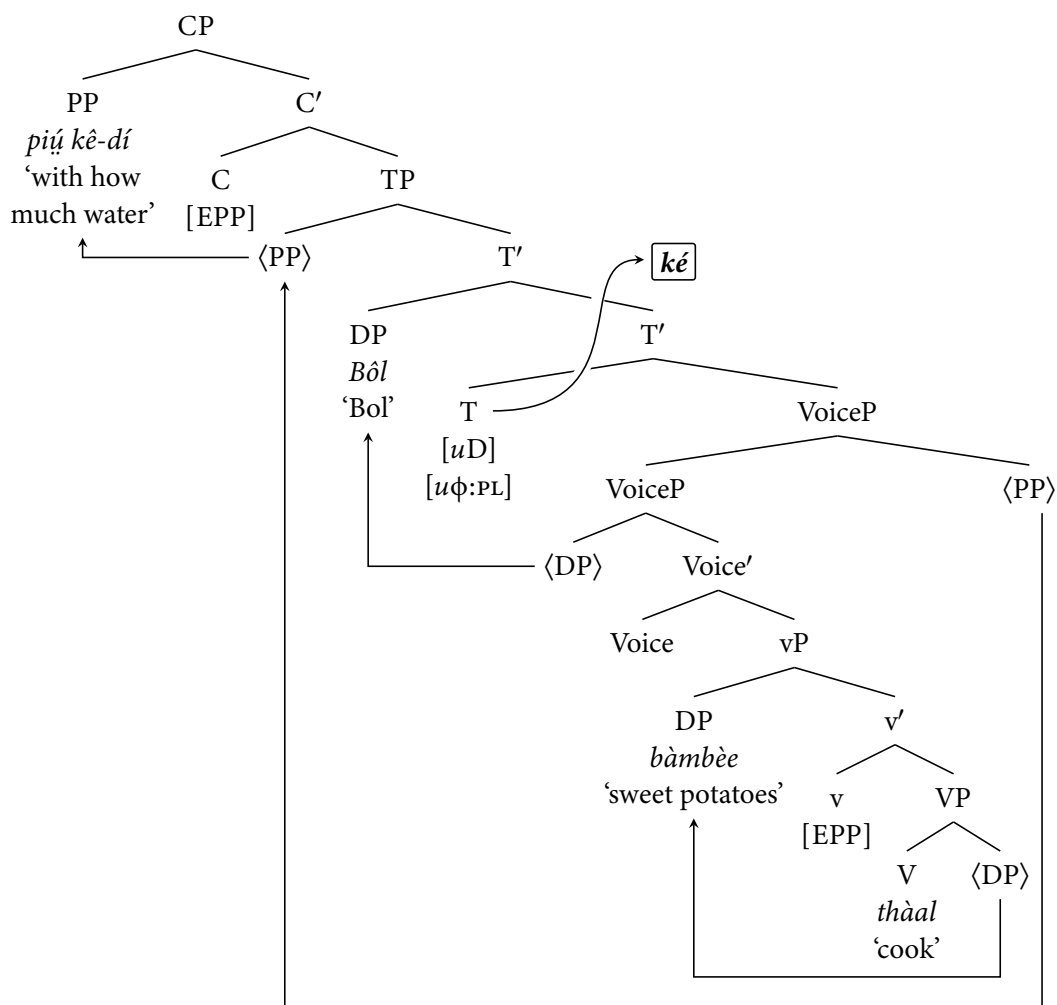 CP
PP C′
piṳ́ kê-dí
‘with how
much water’
C TP
[EPP]
⟨PP⟩ T′ ké
DP T′
Bôl
‘Bol’
T VoiceP
[uD]
[uϕ:PL]
VoiceP ⟨PP⟩
⟨DP⟩ Voice′
Voice vP
DP v′
bàmbèe
‘sweet potatoes’
v VP
[EPP]
V ⟨DP⟩
thàal
‘cook’